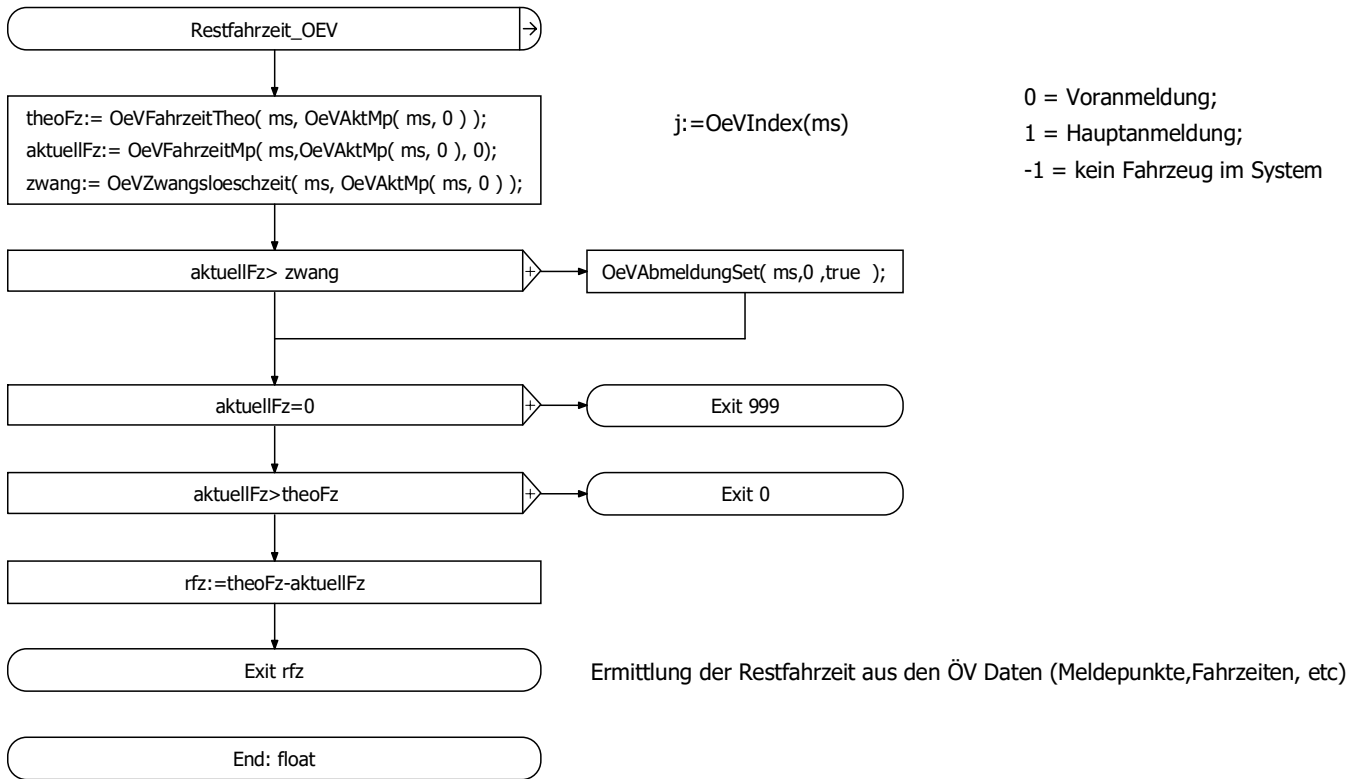 Restfahrzeit_OEV
theoFz:= OeVFahrzeitTheo( ms, OeVAktMp( ms, 0 ) );
aktuellFz:= OeVFahrzeitMp( ms,OeVAktMp( ms, 0 ), 0);
zwang:= OeVZwangsloeschzeit( ms, OeVAktMp( ms, 0 ) );
j:=OeVIndex(ms)
0 = Voranmeldung;
1 = Hauptanmeldung;
-1 = kein Fahrzeug im System
aktuellFz> zwang
+
OeVAbmeldungSet( ms,0 ,true  );
aktuellFz=0
+
Exit 999
aktuellFz>theoFz
+
Exit 0
rfz:=theoFz-aktuellFz
Exit rfz
Ermittlung der Restfahrzeit aus den ÖV Daten (Meldepunkte,Fahrzeiten, etc)
End: float